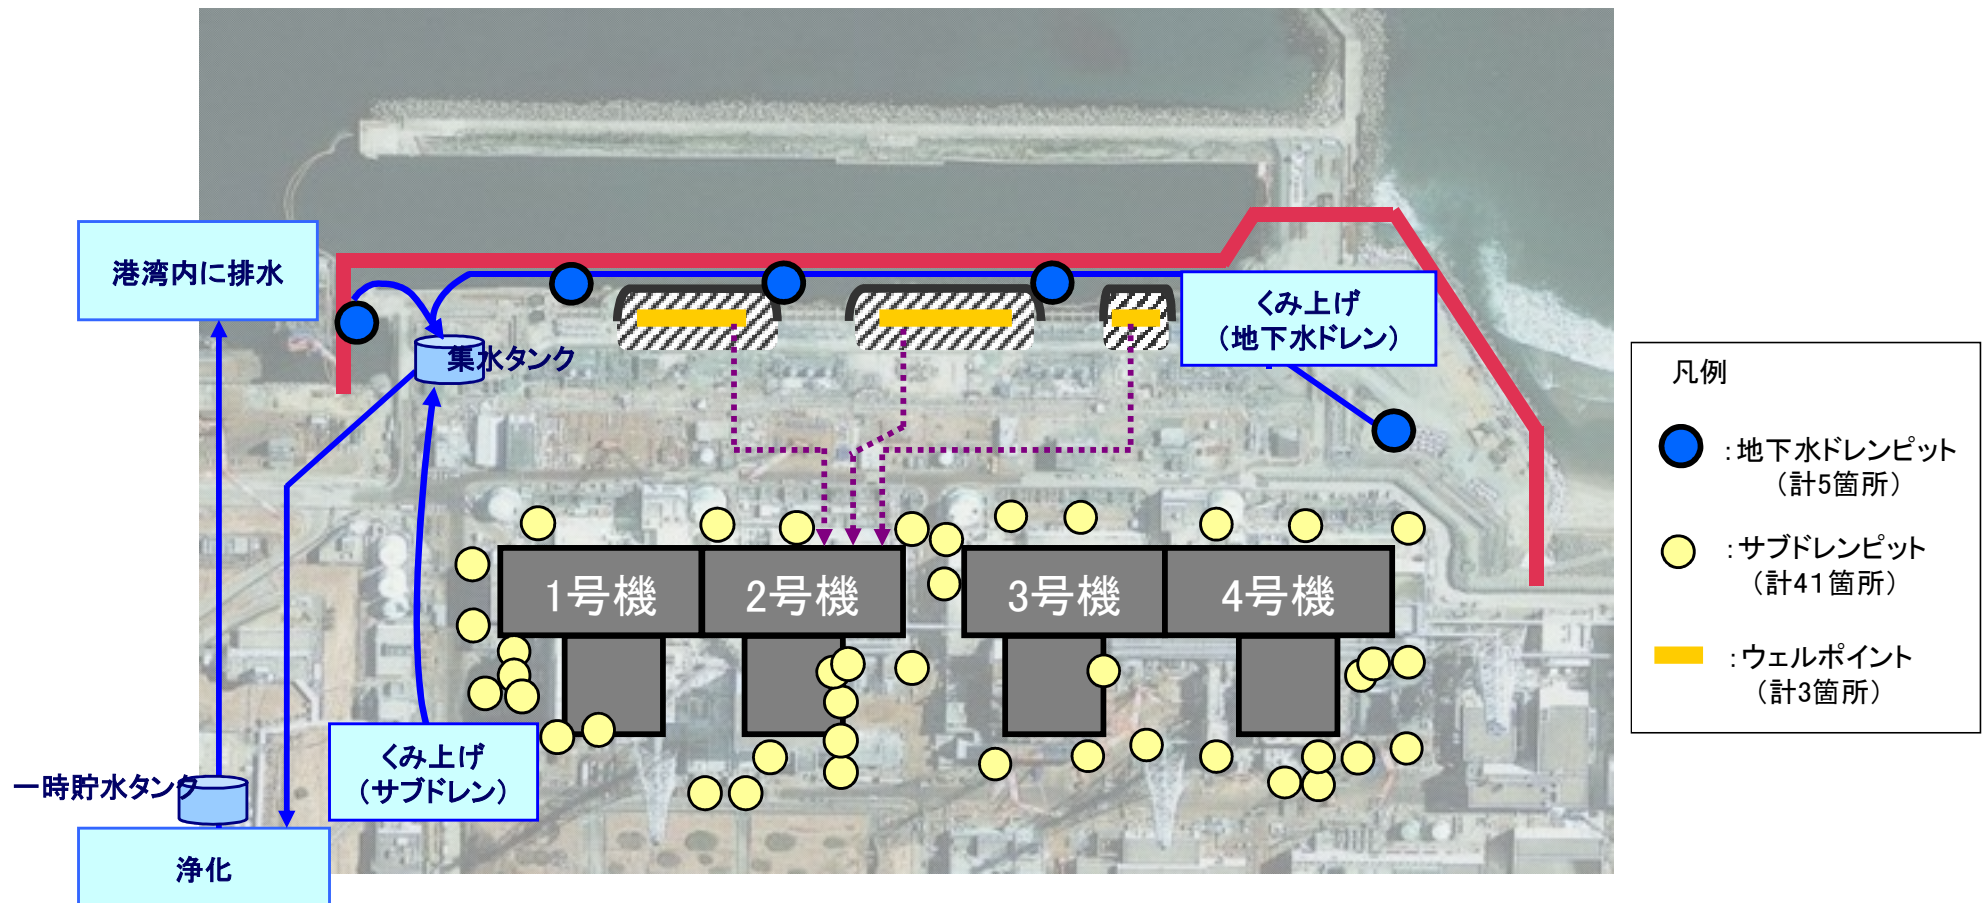 港湾内に排水
くみ上げ
（地下水ドレン）
集水タンク
凡例
：地下水ドレンピット
（計5箇所）
：サブドレンピット
（計41箇所）
：ウェルポイント
（計3箇所）
1号機
2号機
3号機
4号機
くみ上げ
（サブドレン）
一時貯水タンク
浄化